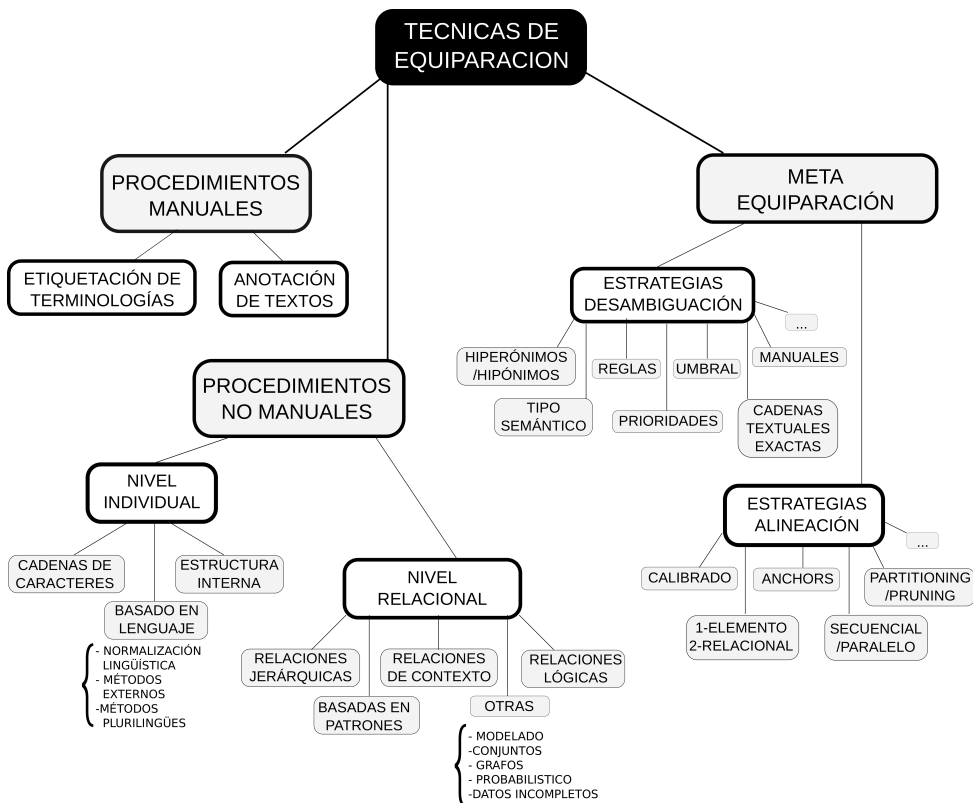 TECNICAS DE
EQUIPARACION
PROCEDIMIENTOS
MANUALES
ETIQUETACIÓN DE
TERMINOLOGÍAS
ANOTACIÓN
DE TEXTOS
PROCEDIMIENTOS
NO MANUALES
NIVEL
INDIVIDUAL
CADENAS DE
CARACTERES
BASADO EN
LENGUAJE
- NORMALIZACIÓN
LINGÜÍSTICA
- MÉTODOS
EXTERNOS
-MÉTODOS
PLURILINGÜES
ESTRUCTURA
INTERNA
NIVEL
RELACIONAL
RELACIONES
JERÁRQUICAS
BASADAS EN
PATRONES
RELACIONES
DE CONTEXTO
OTRAS
- MODELADO
-CONJUNTOS
- GRAFOS
- PROBABILISTICO
-DATOS INCOMPLETOS
RELACIONES
LÓGICAS
META
EQUIPARACIÓN
ESTRATEGIAS
DESAMBIGUACIÓN
HIPERÓNIMOS
/HIPÓNIMOS
TIPO
SEMÁNTICO
REGLAS
PRIORIDADES
UMBRAL
CADENAS
TEXTUALES
EXACTAS
MANUALES
...
ESTRATEGIAS
ALINEACIÓN
CALIBRADO
1-ELEMENTO
2-RELACIONAL
ANCHORS
SECUENCIAL
/PARALELO
PARTITIONING
/PRUNING
...